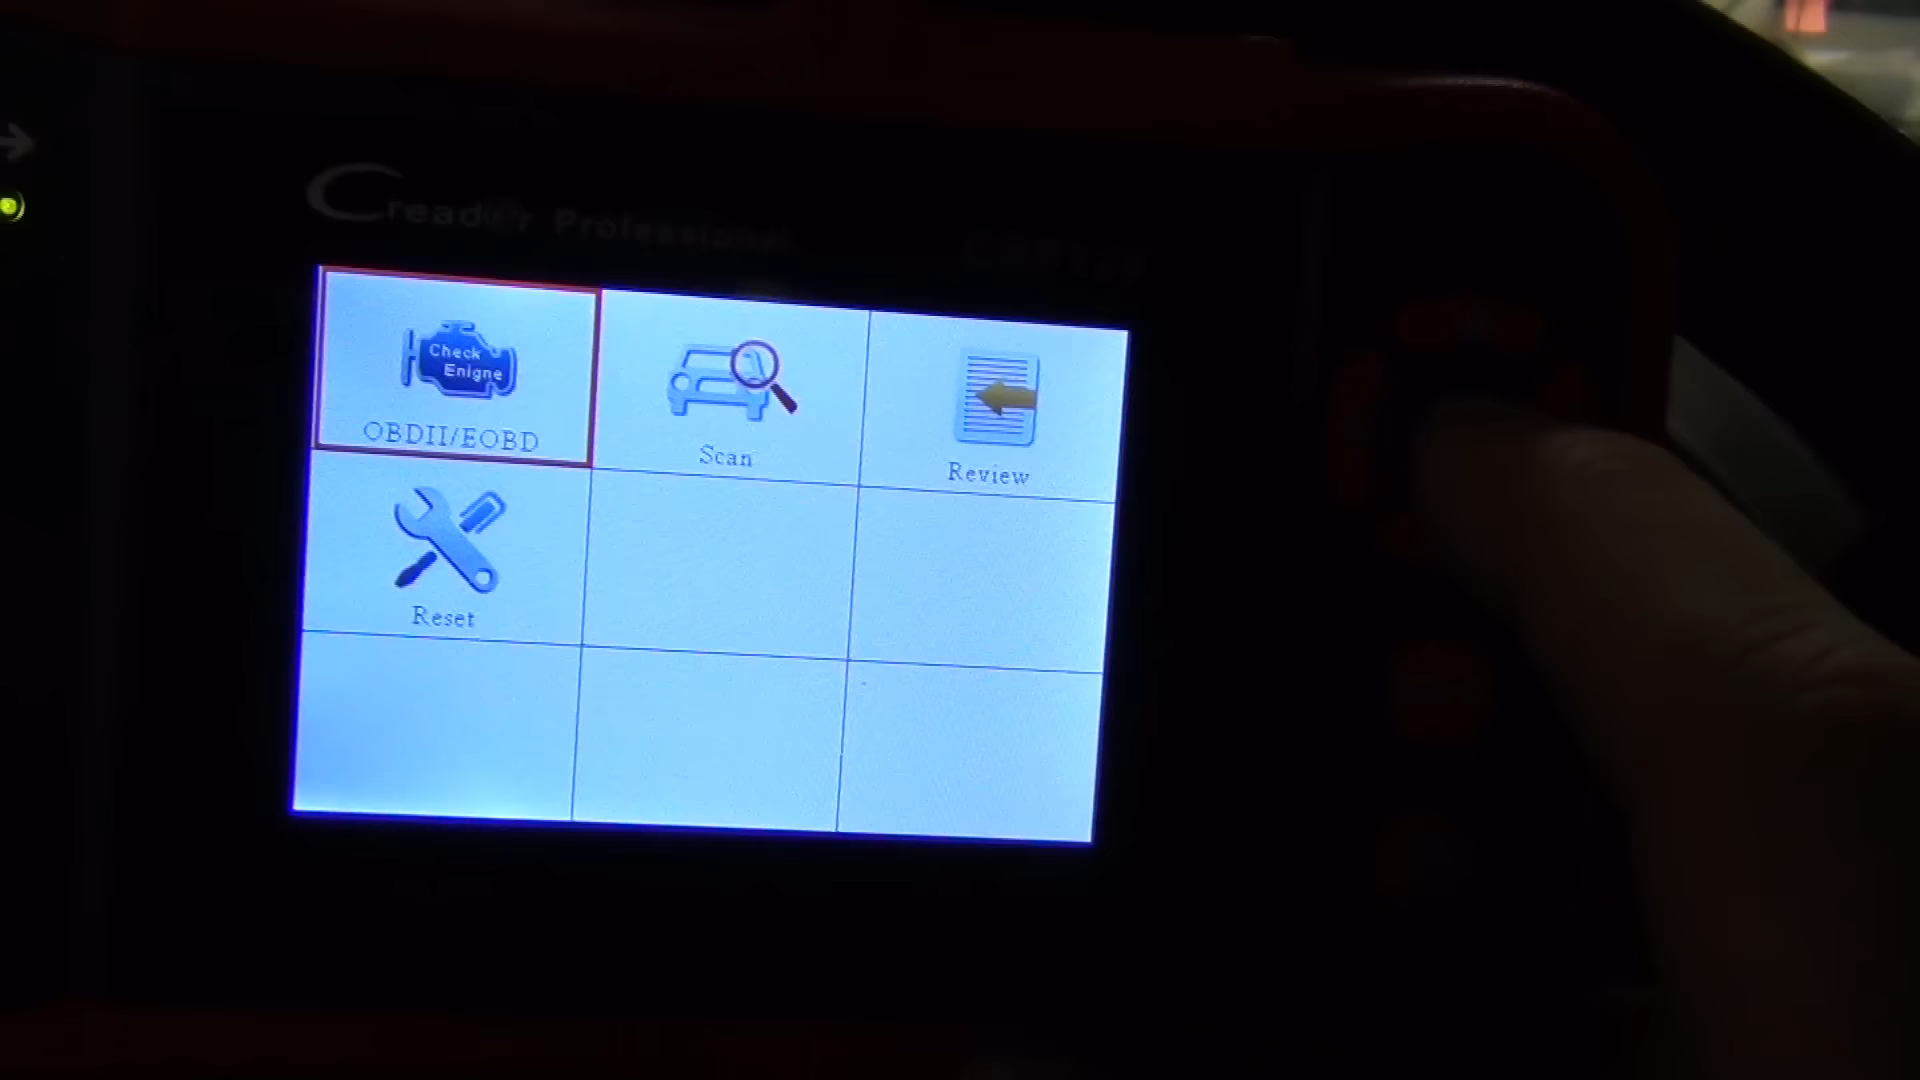 Creader Professional
Check
Enigne
OBDII/EOBD
Scan
Review
Reset